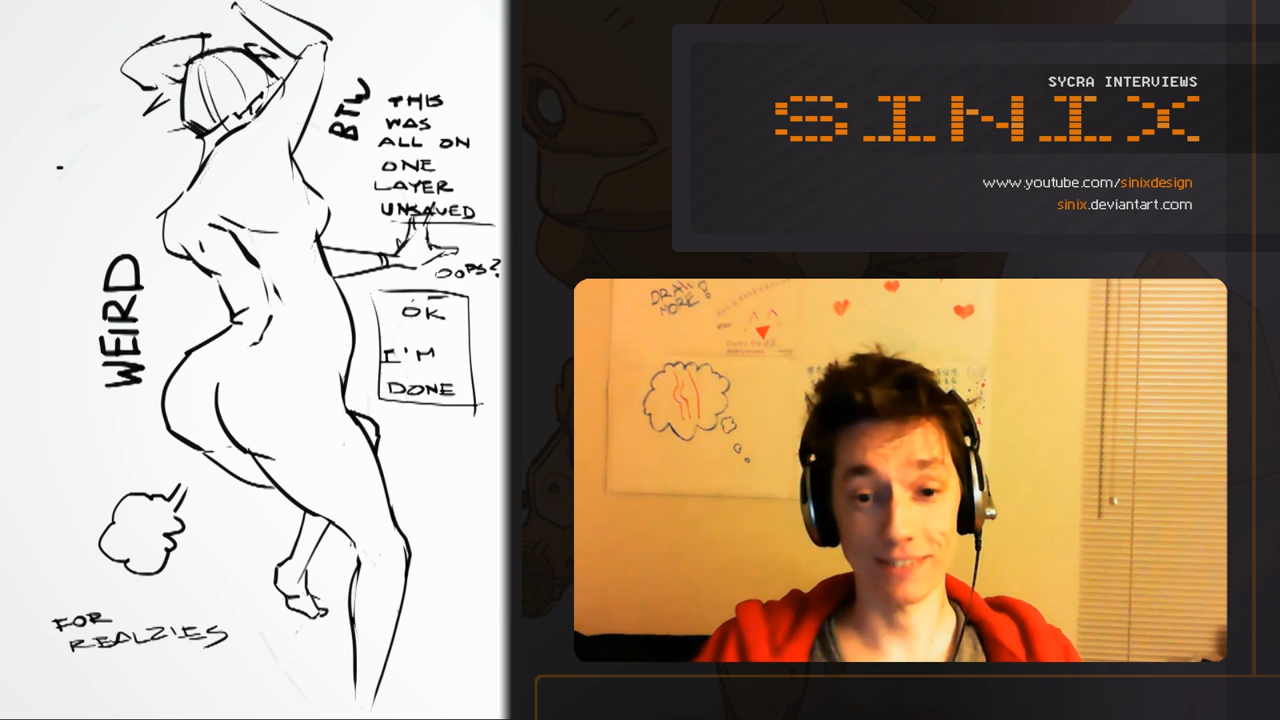 BTW
THIS
WAS
ALL ON
ONE
LAYER
UNSAVED
OOPS?
OK
I'M
DONE
WEIRD
FOR
REALZIES
SYCRA INTERVIEWS
SINIX
www.youtube.com/sinixdesign
sinix.deviantart.com
DRAW
MORE!